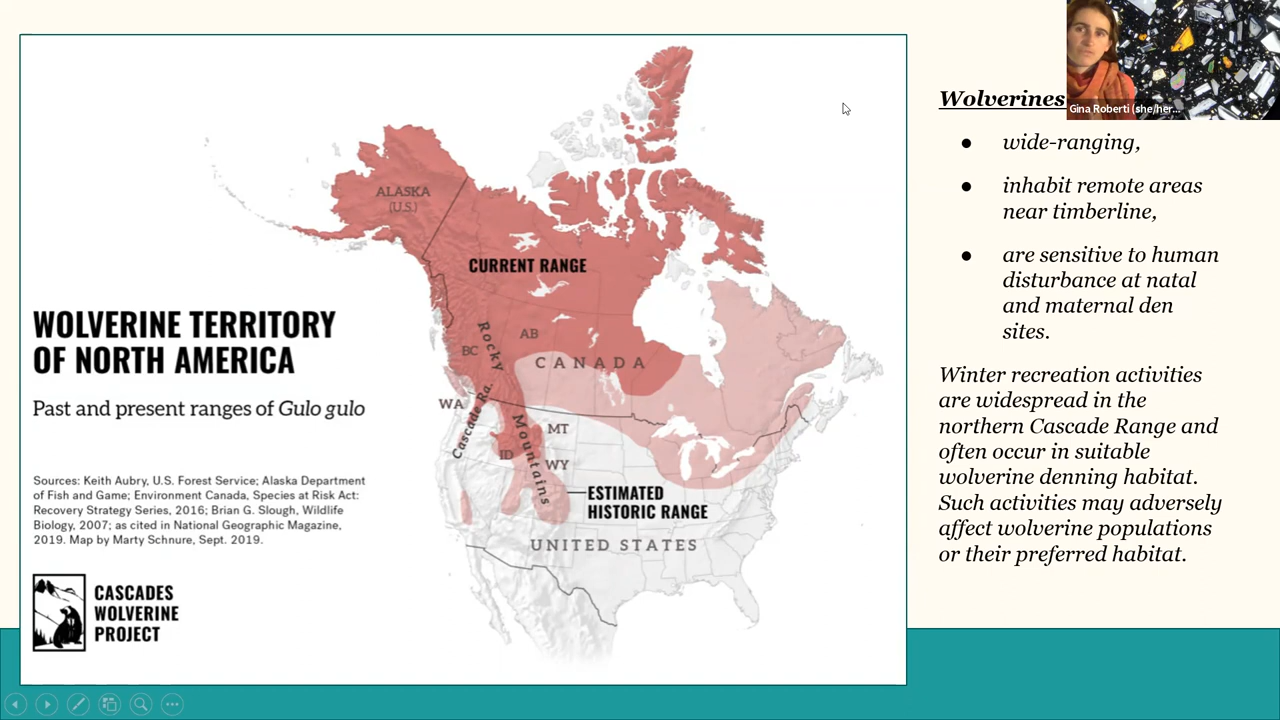 WOLVERINE TERRITORY
OF NORTH AMERICA
Past and present ranges of Gulo gulo
Sources: Keith Aubry, U.S. Forest Service; Alaska Department
of Fish and Game; Environment Canada, Species at Risk Act:
Recovery Strategy Series, 2016; Brian G. Slough, Wildlife
Biology, 2007; as cited in National Geographic Magazine,
2019. Map by Marty Schnure, Sept. 2019.
CASCADES
WOLVERINE
PROJECT
ALASKA
(U.S.)
CURRENT RANGE
Rocky
Mountains
AB
BC
CANADA
WA
Cascade Ra.
MT
ID
WY
ESTIMATED
HISTORIC RANGE
UNITED STATES
Wolverines
● wide-ranging,
● inhabit remote areas
near timberline,
● are sensitive to human
disturbance at natal
and maternal den
sites.
Winter recreation activities
are widespread in the
northern Cascade Range and
often occur in suitable
wolverine denning habitat.
Such activities may adversely
affect wolverine populations
or their preferred habitat.
Gina Roberti (she/her...